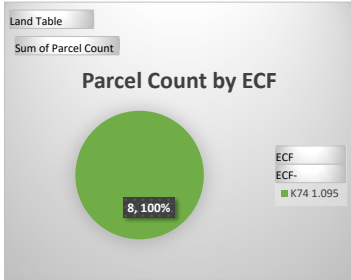 Land Table
Sum of Parcel Count
Parcel Count by ECF
8, 100%
ECF
ECF-
K74 1.095